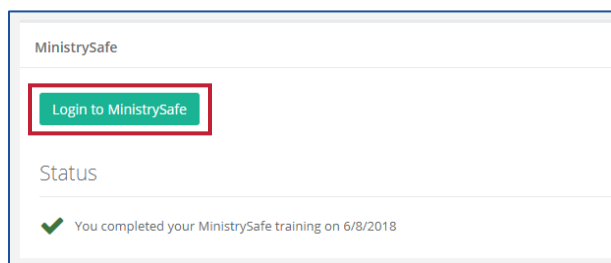 MinistrySafe
Login to MinistrySafe
Status
You completed your MinistrySafe training on 6/8/2018